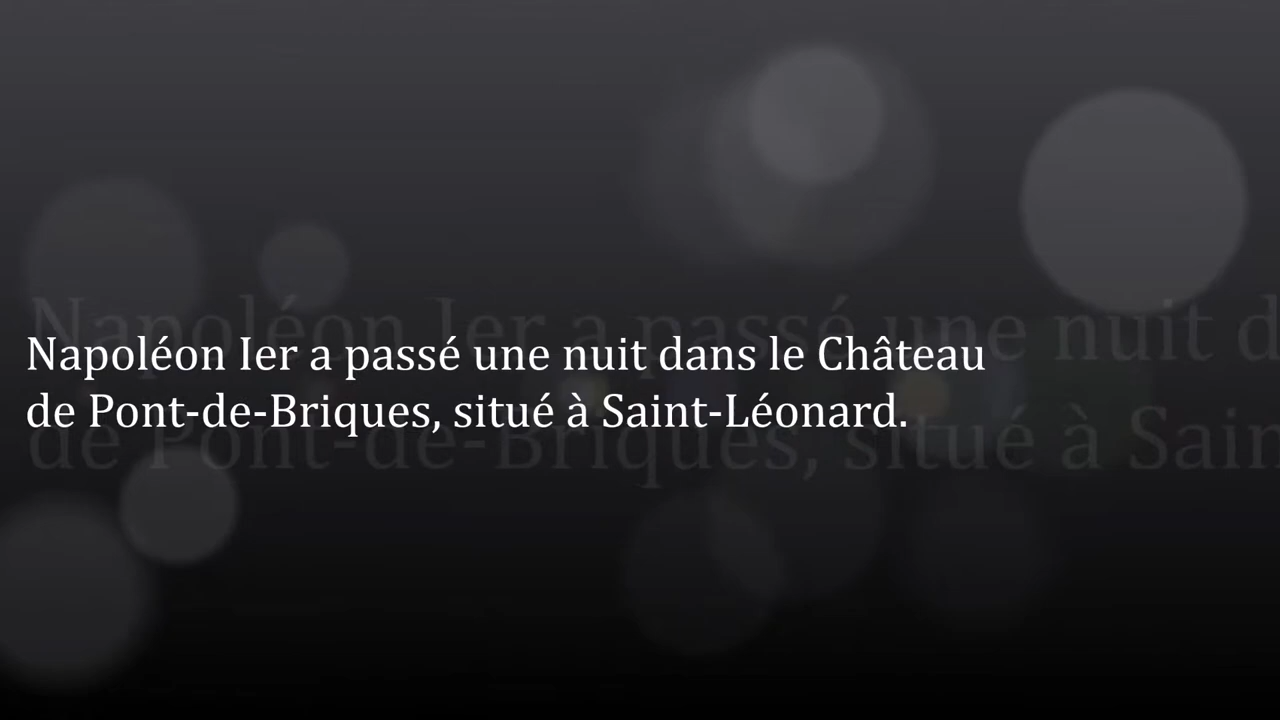 Napoléon Ier a passé une nuit dans le Château
de Pont-de-Briques, situé à Saint-Léonard.